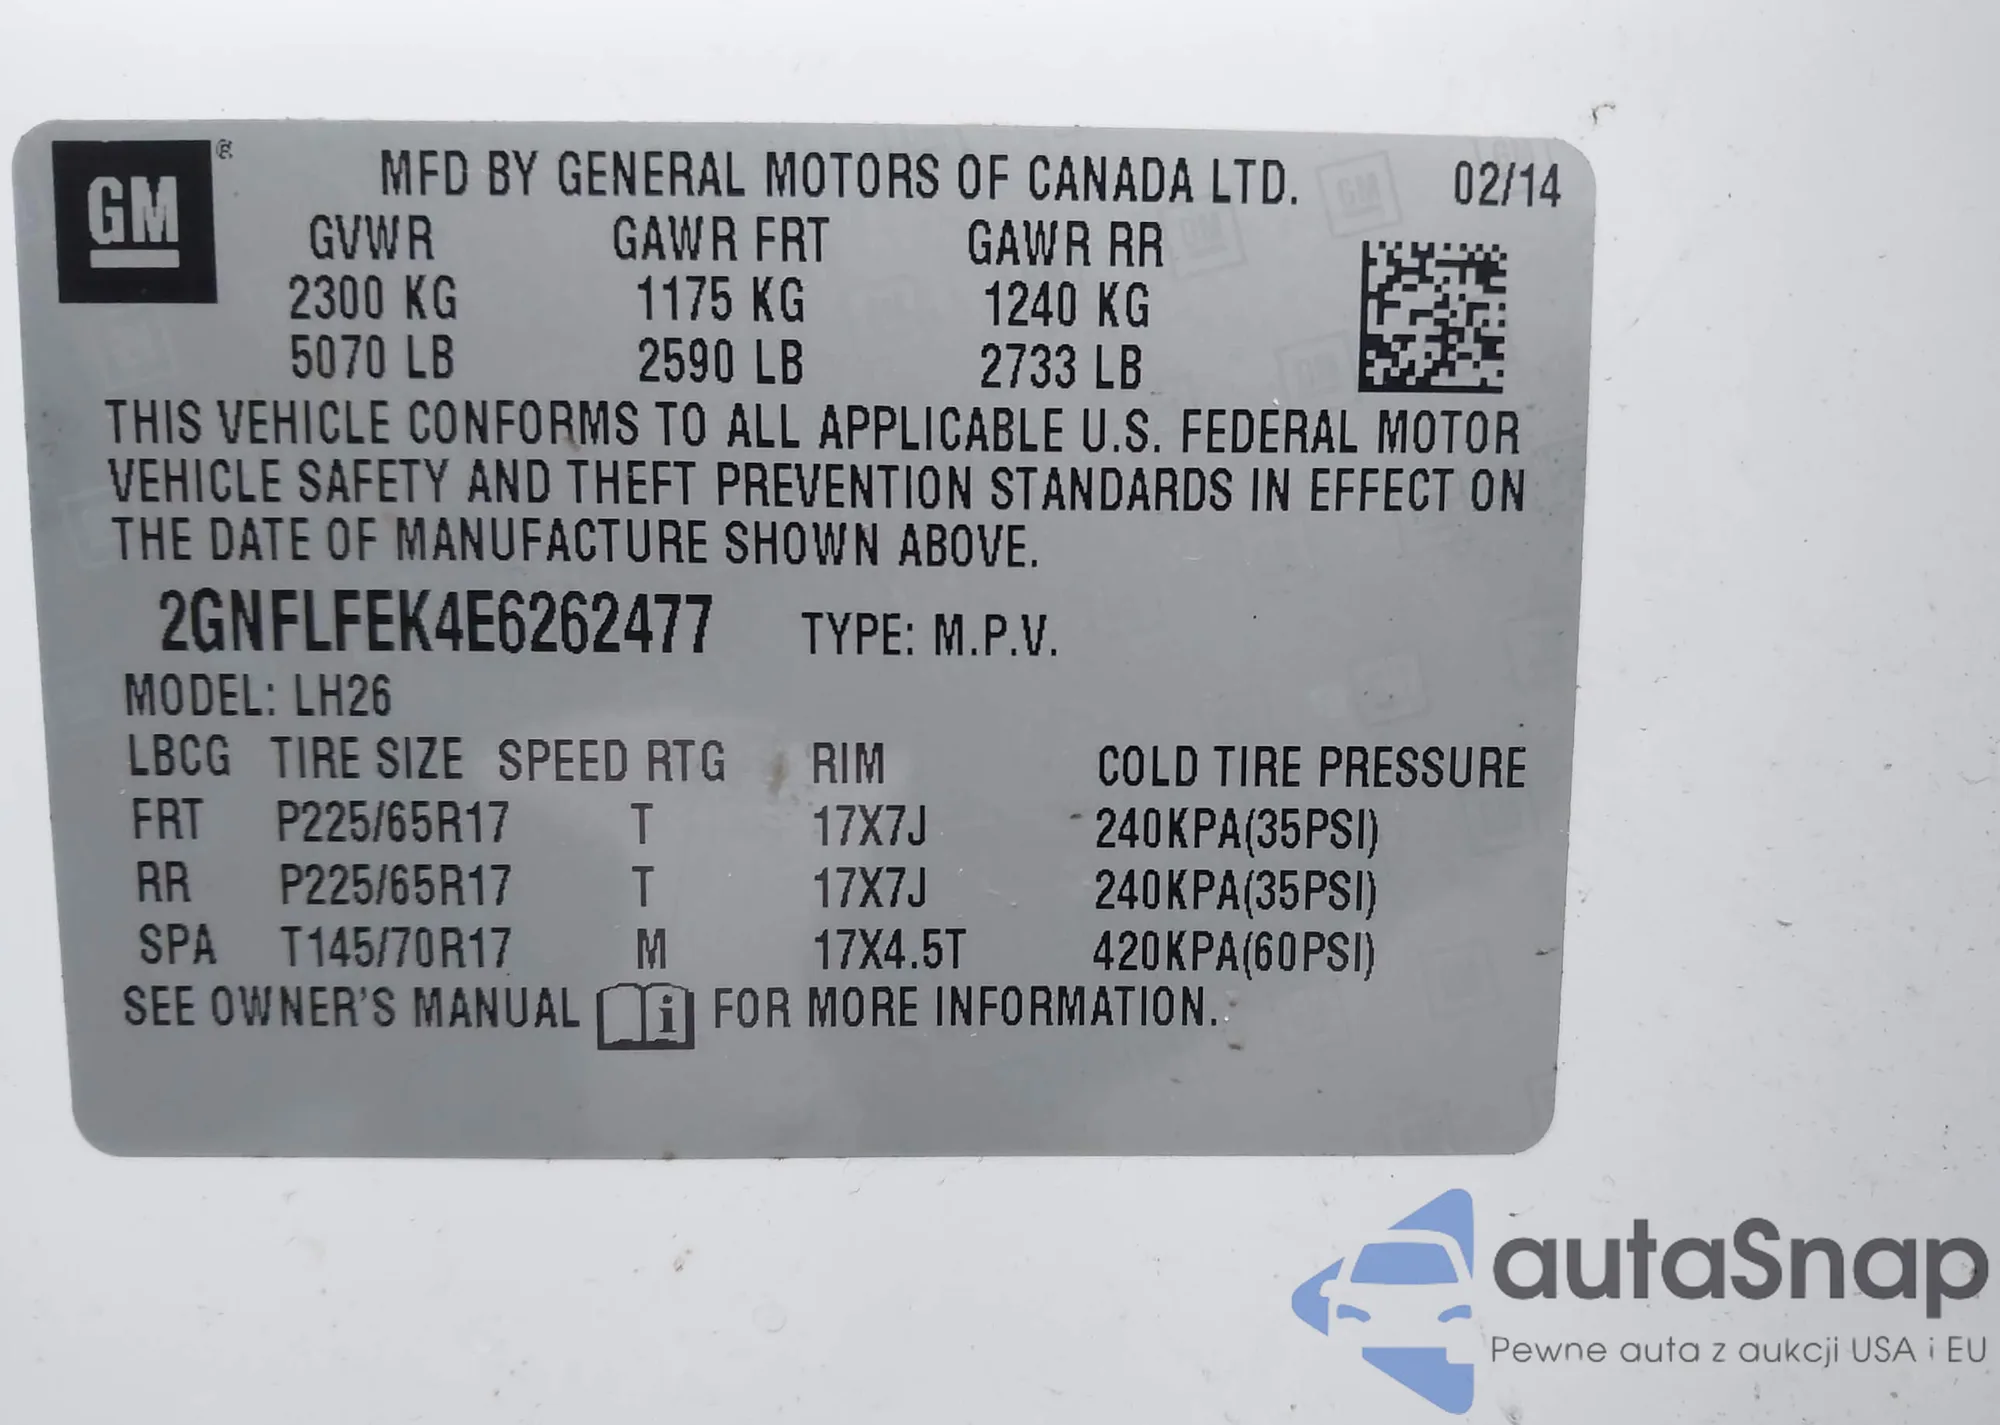 GM ®
MFD BY GENERAL MOTORS OF CANADA LTD. 02/14
GVWR GAWR FRT GAWR RR
2300 KG 1175 KG 1240 KG
5070 LB 2590 LB 2733 LB
THIS VEHICLE CONFORMS TO ALL APPLICABLE U.S. FEDERAL MOTOR
VEHICLE SAFETY AND THEFT PREVENTION STANDARDS IN EFFECT ON
THE DATE OF MANUFACTURE SHOWN ABOVE.
2GNFLFEK4E6262477 TYPE: M.P.V.
MODEL: LH26
LBCG TIRE SIZE SPEED RTG RIM COLD TIRE PRESSURE
FRT P225/65R17 T 17X7J 240KPA(35PSI)
RR P225/65R17 T 17X7J 240KPA(35PSI)
SPA T145/70R17 M 17X4.5T 420KPA(60PSI)
SEE OWNER'S MANUAL i FOR MORE INFORMATION.
autaSnap
Pewne auta z aukcji USA i EU